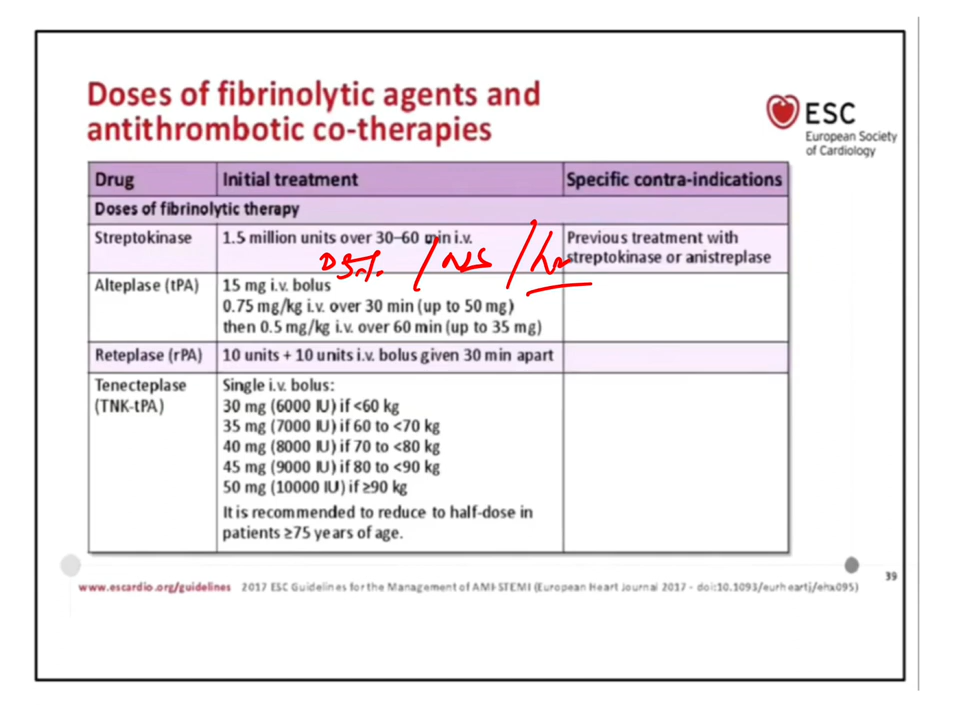 Doses of fibrinolytic agents and
antithrombotic co-therapies
ESC
European Society
of Cardiology
Drug Initial treatment Specific contra-indications
Doses of fibrinolytic therapy
Streptokinase 1.5 million units over 30–60 min i.v. Previous treatment with
streptokinase or anistreplase
D5% / NS / hr
Alteplase (tPA) 15 mg i.v. bolus
0.75 mg/kg i.v. over 30 min (up to 50 mg)
then 0.5 mg/kg i.v. over 60 min (up to 35 mg)
Reteplase (rPA) 10 units + 10 units i.v. bolus given 30 min apart
Tenecteplase Single i.v. bolus:
(TNK-tPA) 30 mg (6000 IU) if <60 kg
35 mg (7000 IU) if 60 to <70 kg
40 mg (8000 IU) if 70 to <80 kg
45 mg (9000 IU) if 80 to <90 kg
50 mg (10000 IU) if ≥90 kg
It is recommended to reduce to half-dose in
patients ≥75 years of age.
39
www.escardio.org/guidelines 2017 ESC Guidelines for the Management of AMI-STEMI (European Heart Journal 2017 - doi:10.1093/eurheartj/ehx095)